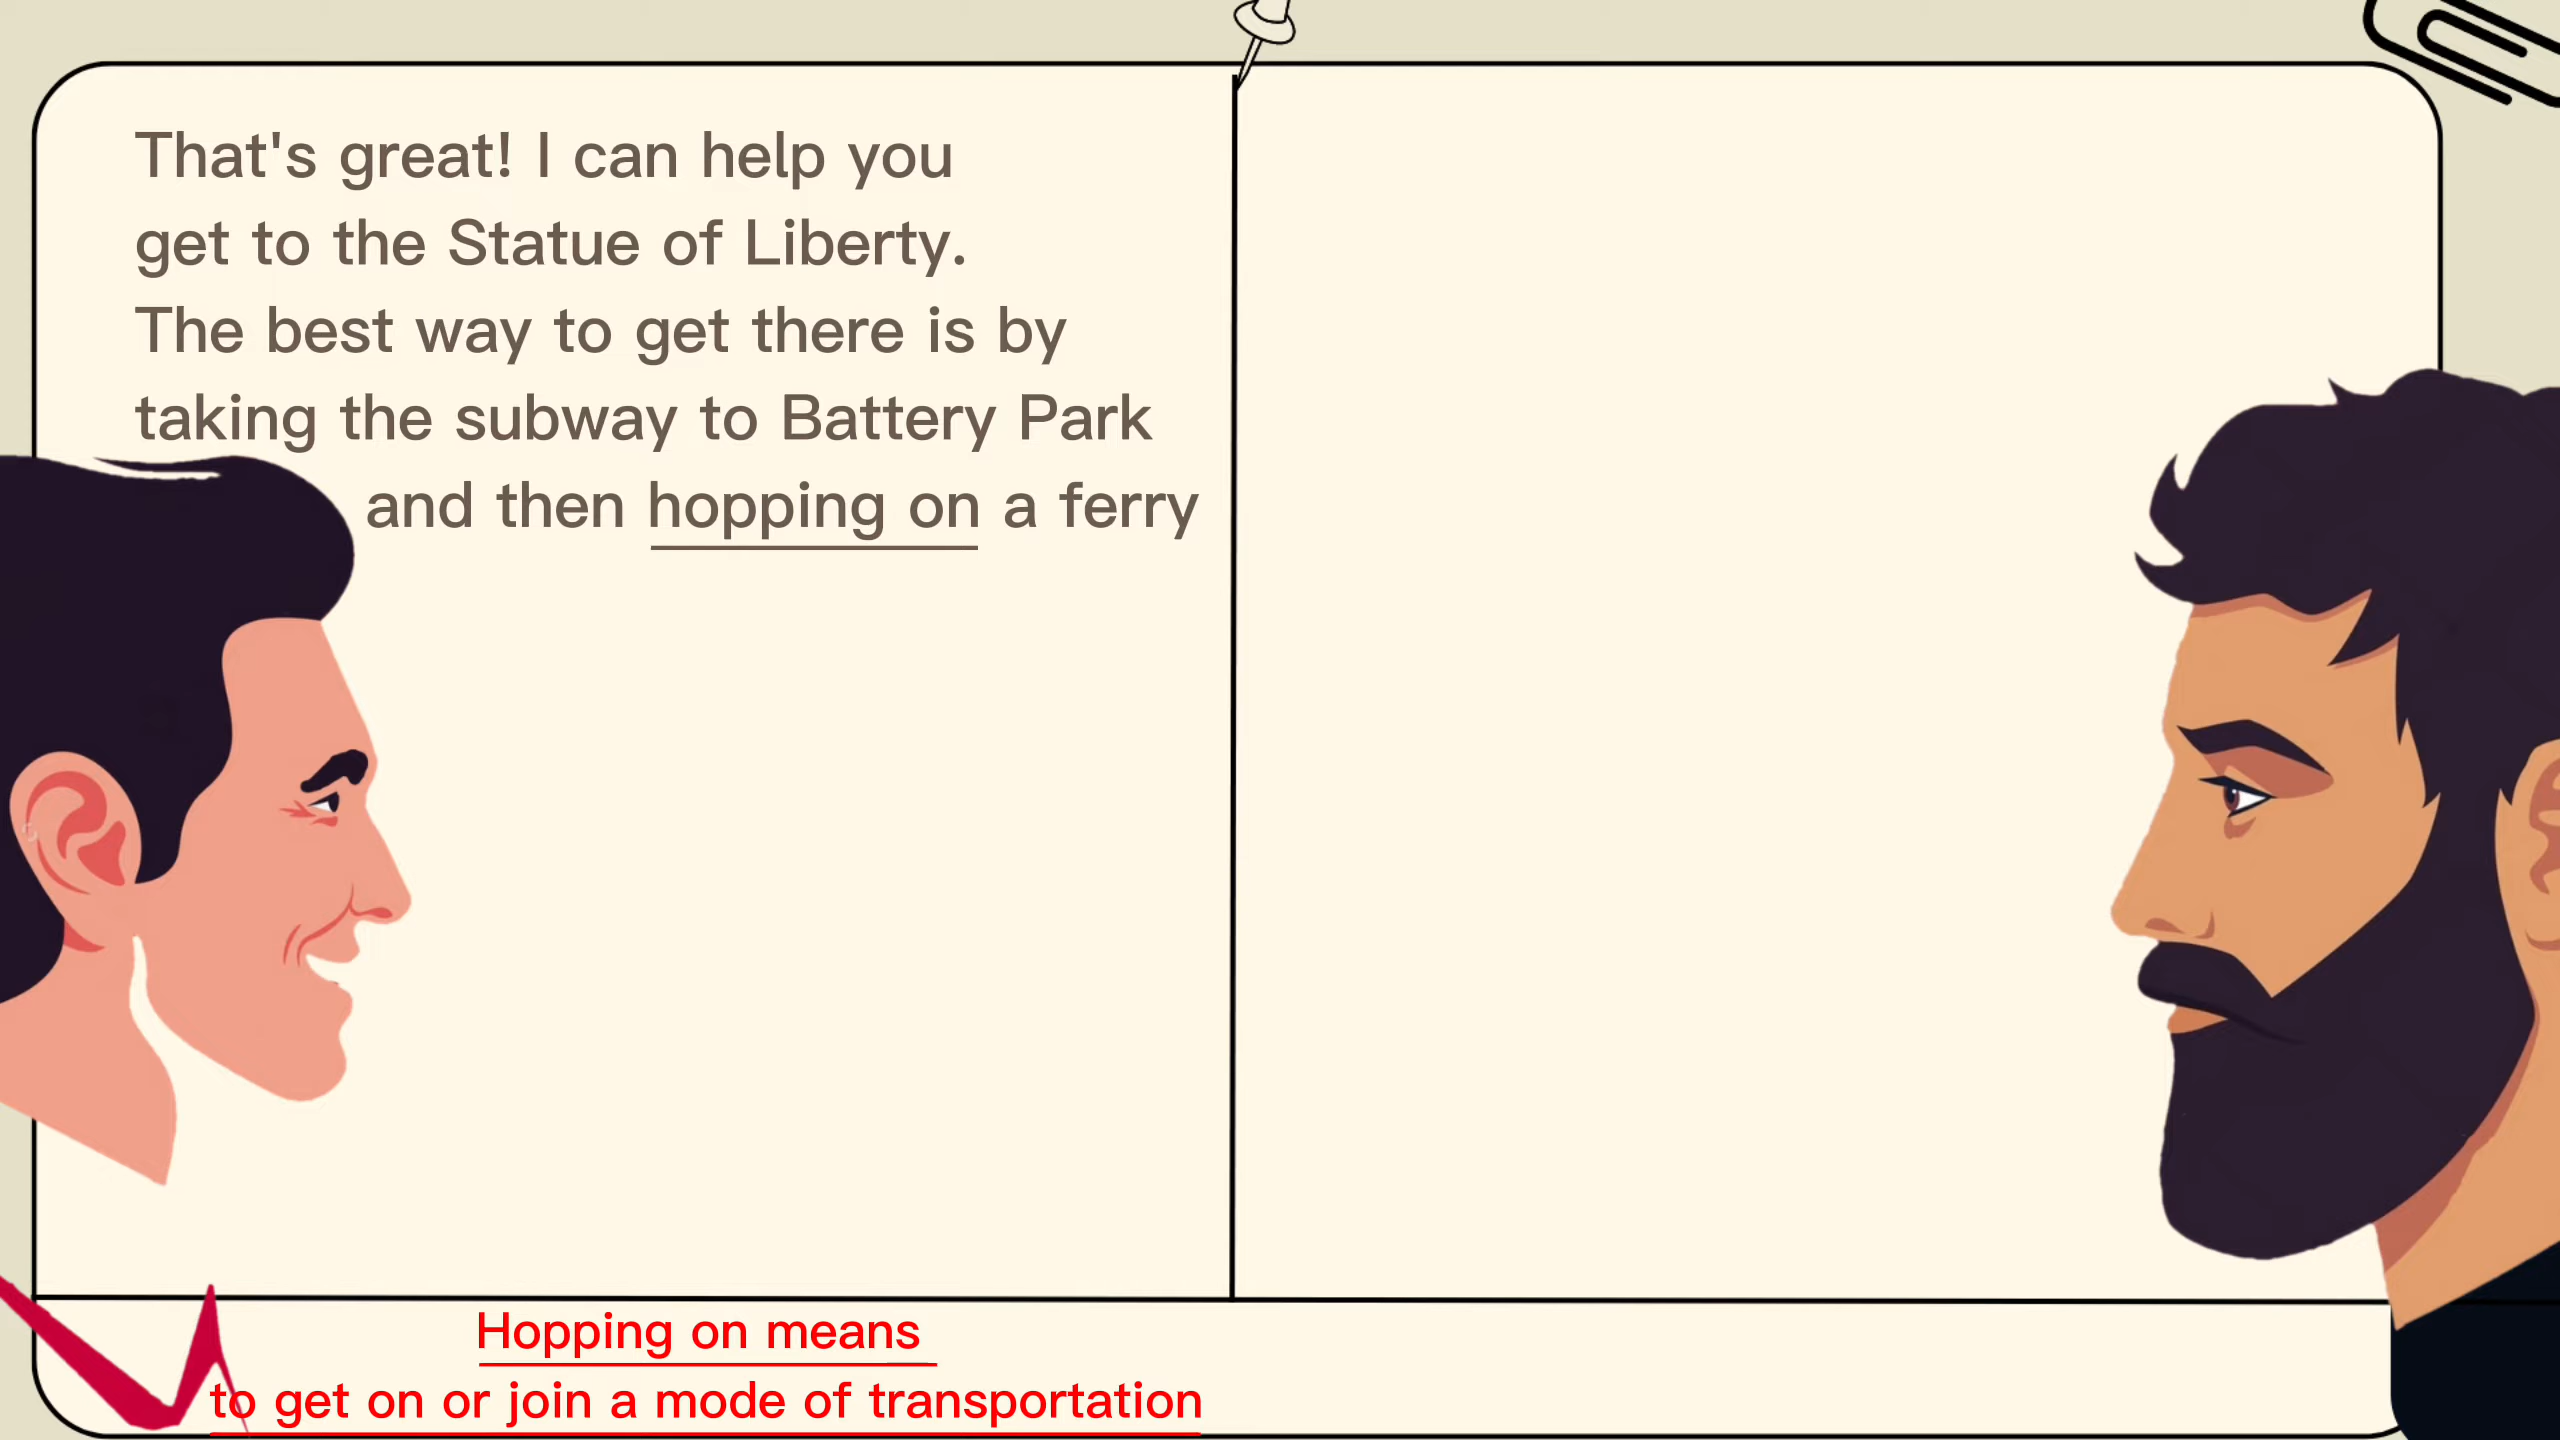 That's great! I can help you
get to the Statue of Liberty.
The best way to get there is by
taking the subway to Battery Park
and then hopping on a ferry
Hopping on means
to get on or join a mode of transportation